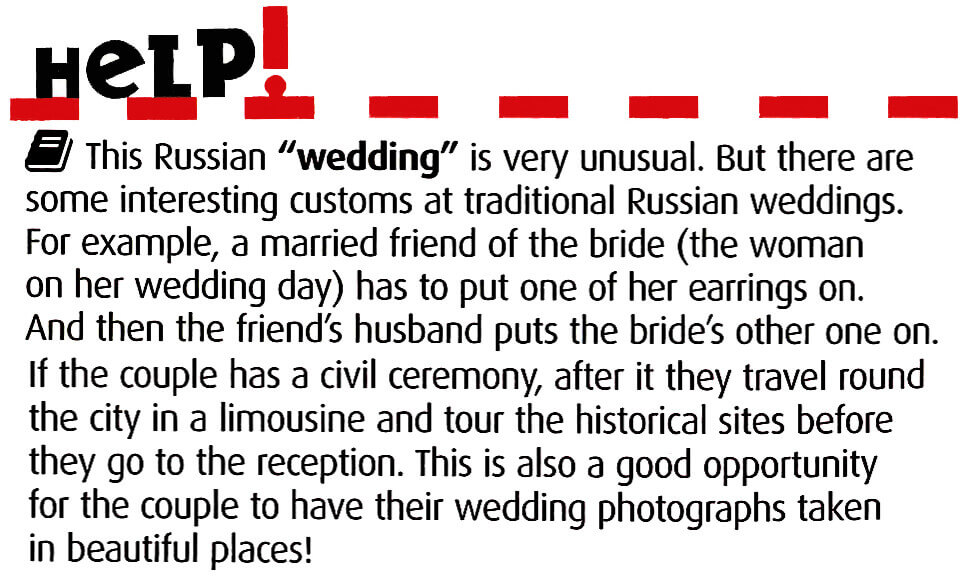 HeLP!
This Russian “wedding” is very unusual. But there are
some interesting customs at traditional Russian weddings.
For example, a married friend of the bride (the woman
on her wedding day) has to put one of her earrings on.
And then the friend’s husband puts the bride’s other one on.
If the couple has a civil ceremony, after it they travel round
the city in a limousine and tour the historical sites before
they go to the reception. This is also a good opportunity
for the couple to have their wedding photographs taken
in beautiful places!